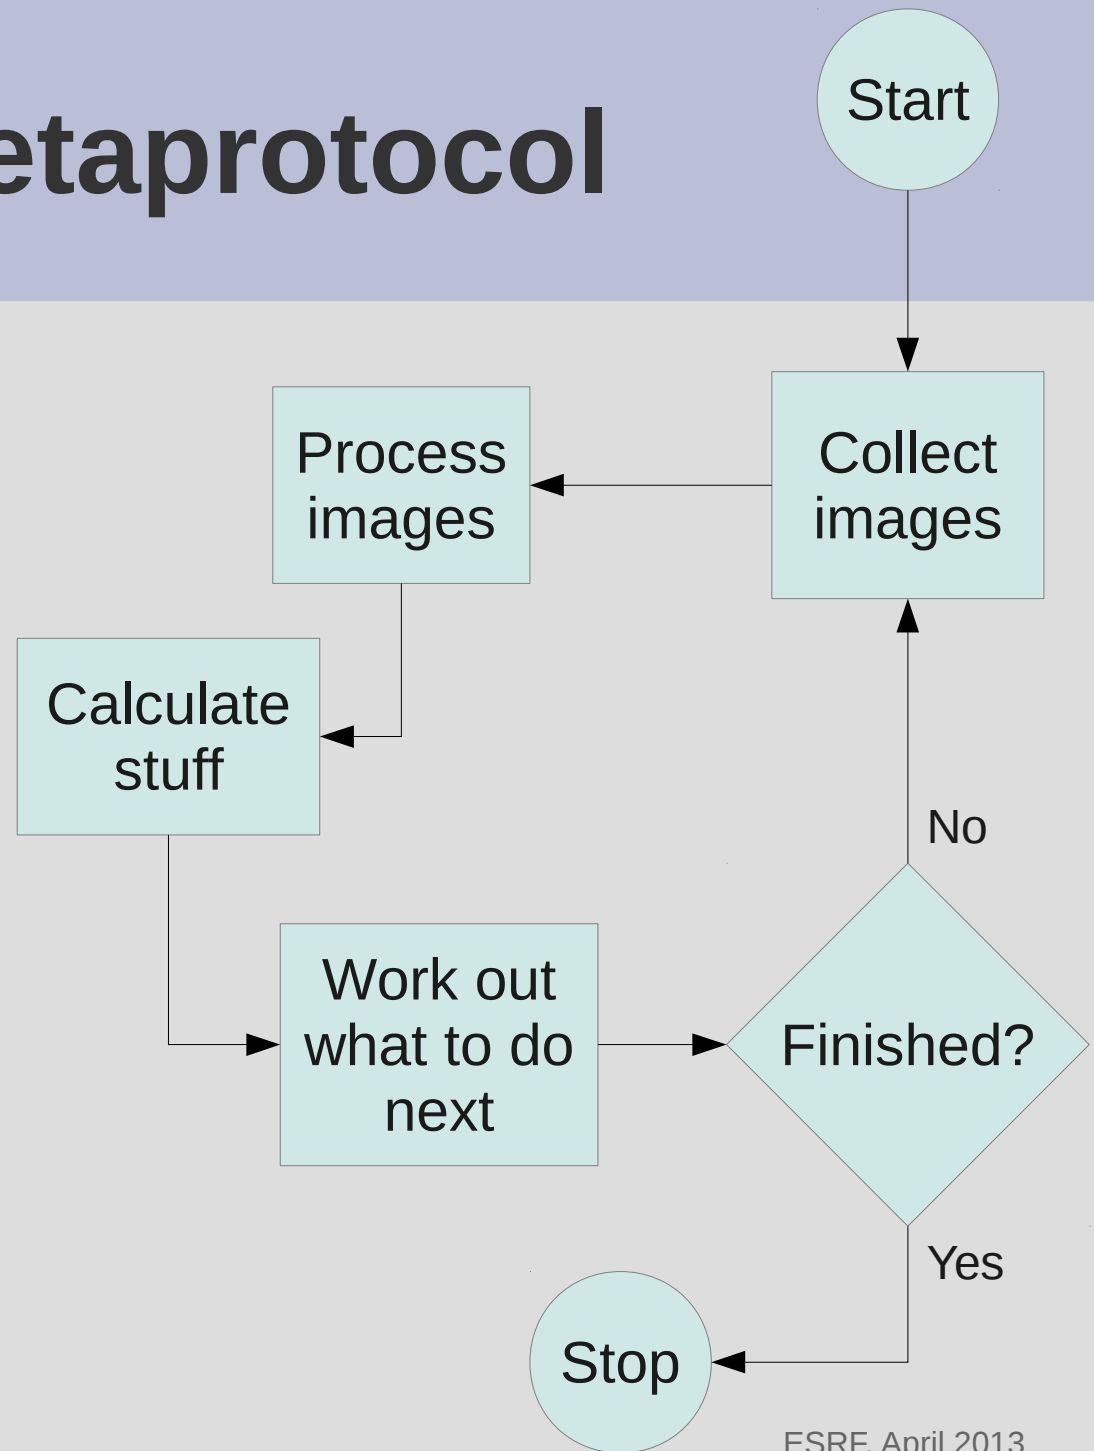 etaprotocol
Start
Collect
images
Process
images
Calculate
stuff
Work out
what to do
next
Finished?
No
Yes
Stop
ESRF, April 2013